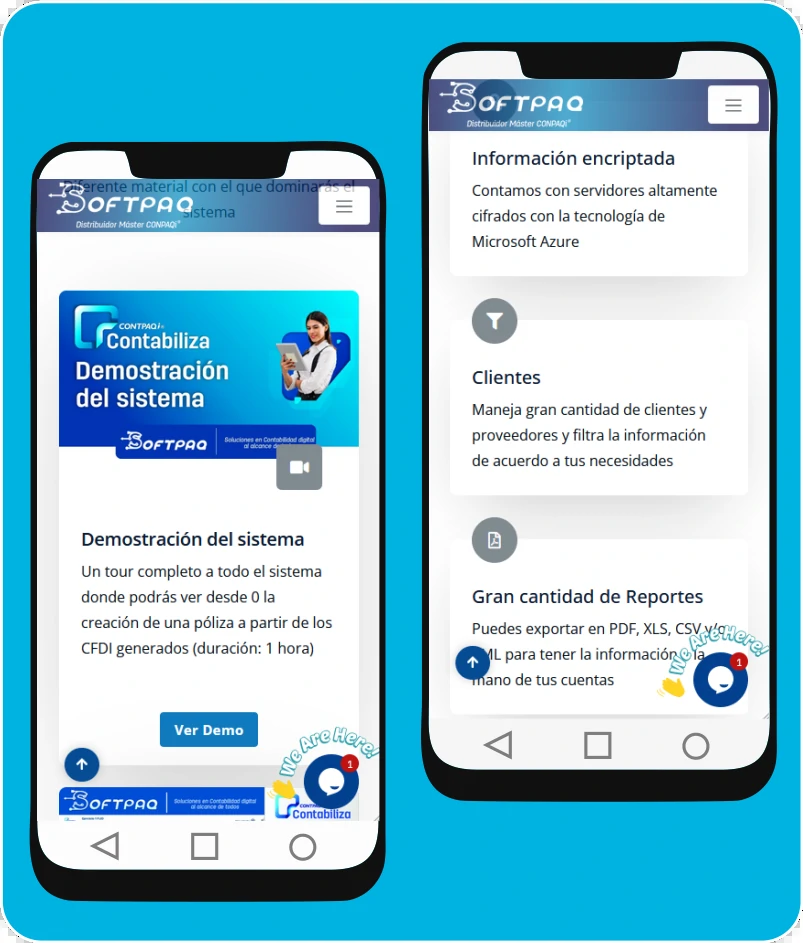 Diferente material con el que dominarás el
sistema
SOFTPAQ
Distribuidor Máster CONPAQi®
CONTPAQi®
Contabiliza
Demostración
del sistema
SOFTPAQ
Soluciones en Contabilidad digital
al alcance de
Demostración del sistema
Un tour completo a todo el sistema
donde podrás ver desde 0 la
creación de una póliza a partir de los
CFDI generados (duración: 1 hora)
Ver Demo
We Are Here!
1
SOFTPAQ
Soluciones en Contabilidad digital
al alcance de todos
Contabiliza
SOFTPAQ
Distribuidor Máster CONPAQi®
Información encriptada
Contamos con servidores altamente
cifrados con la tecnología de
Microsoft Azure
Clientes
Maneja gran cantidad de clientes y
proveedores y filtra la información
de acuerdo a tus necesidades
Gran cantidad de Reportes
Puedes exportar en PDF, XLS, CSV y/o
ML para tener la información a la
mano de tus cuentas
We Are Here!
1